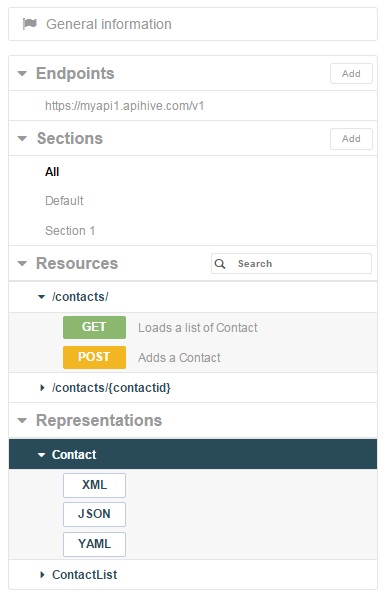 General information
Endpoints Add
https://myapi1.apihive.com/v1
Sections Add
All
Default
Section 1
Resources Search
/contacts/
GET Loads a list of Contact
POST Adds a Contact
/contacts/{contactid}
Representations
Contact
XML
JSON
YAML
ContactList